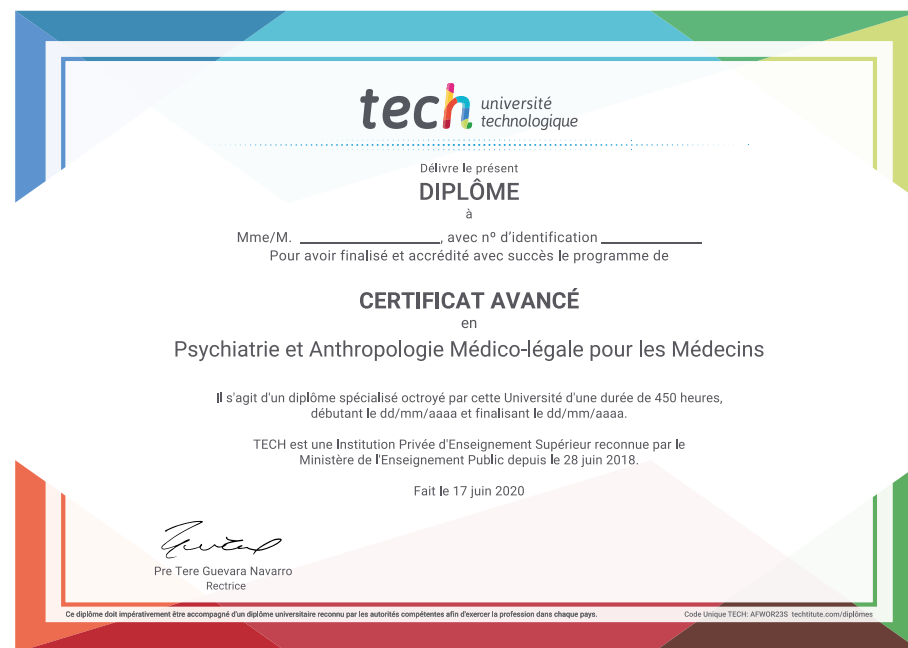 tech université
technologique
Délivre le présent
DIPLÔME
à
Mme/M. ____________________, avec nº d'identification ______________
Pour avoir finalisé et accrédité avec succès le programme de
CERTIFICAT AVANCÉ
en
Psychiatrie et Anthropologie Médico-légale pour les Médecins
Il s'agit d'un diplôme spécialisé octroyé par cette Université d'une durée de 450 heures,
débutant le dd/mm/aaaa et finalisant le dd/mm/aaaa.
TECH est une Institution Privée d'Enseignement Supérieur reconnue par le
Ministère de l'Enseignement Public depuis le 28 juin 2018.
Fait le 17 juin 2020
Pre Tere Guevara Navarro
Rectrice
Ce diplôme doit impérativement être accompagné d'un diplôme universitaire reconnu par les autorités compétentes afin d'exercer la profession dans chaque pays.
Code Unique TECH: AFWOR23S techtitute.com/diplômes